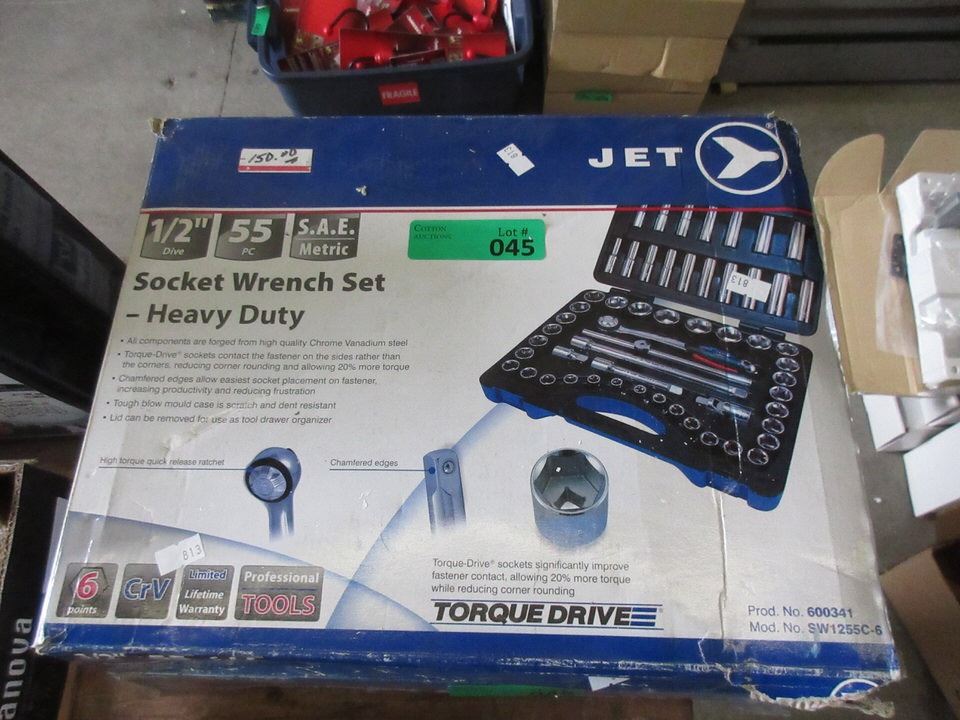 FRAGILE
150.00
813
JET
®
1/2"
Dive
55
PC
S.A.E.
Metric
COTTON
AUCTIONS
Lot #
045
813
Socket Wrench Set
– Heavy Duty
• All components are forged from high quality Chrome Vanadium steel
• Torque-Drive® sockets contact the fastener on the sides rather than
the corners, reducing corner rounding and allowing 20% more torque
• Chamfered edges allow easiest socket placement on fastener,
increasing productivity and reducing frustration
• Tough blow mould case is scratch and dent resistant
• Lid can be removed for use as tool drawer organizer
High torque quick release ratchet
Chamfered edges
813
6
points
CrV
Limited
Lifetime
Warranty
Professional
TOOLS
Torque-Drive® sockets significantly improve
fastener contact, allowing 20% more torque
while reducing corner rounding
TORQUE DRIVE
Prod. No. 600341
Mod. No. SW1255C-6
anova